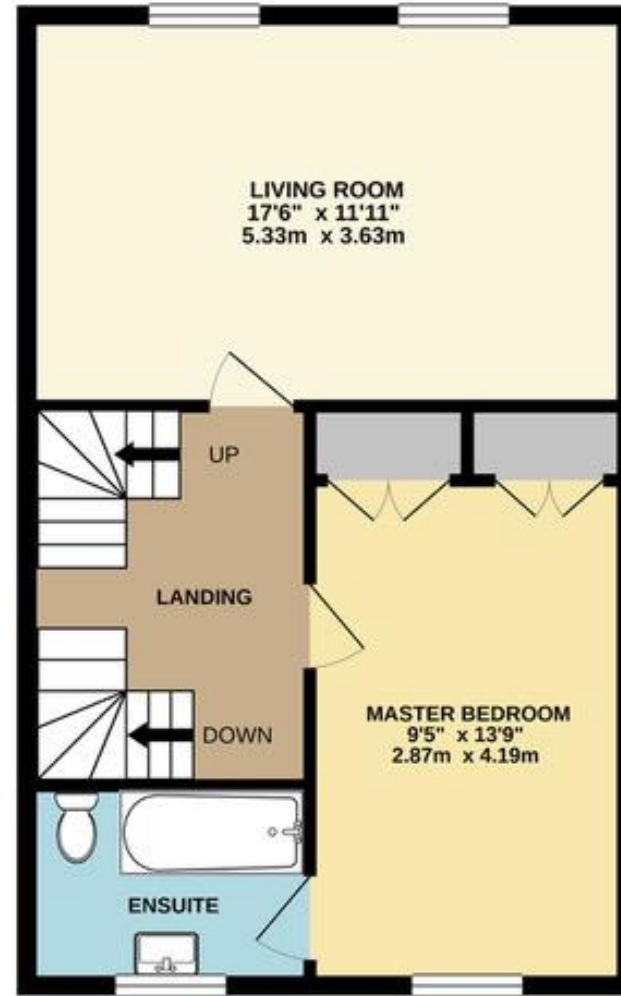 LIVING ROOM
17'6" x 11'11"
5.33m x 3.63m
UP
LANDING
MASTER BEDROOM
9'5" x 13'9"
2.87m x 4.19m
DOWN
ENSUITE